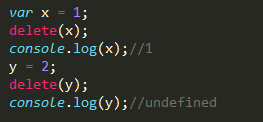 var x = 1;
delete(x);
console.log(x);//1
y = 2;
delete(y);
console.log(y);//undefined